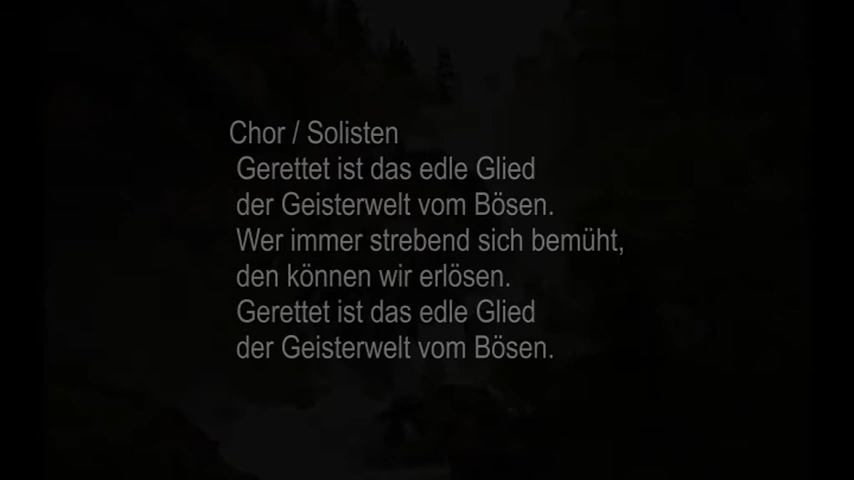 Chor / Solisten
Gerettet ist das edle Glied
der Geisterwelt vom Bösen.
Wer immer strebend sich bemüht,
den können wir erlösen.
Gerettet ist das edle Glied
der Geisterwelt vom Bösen.